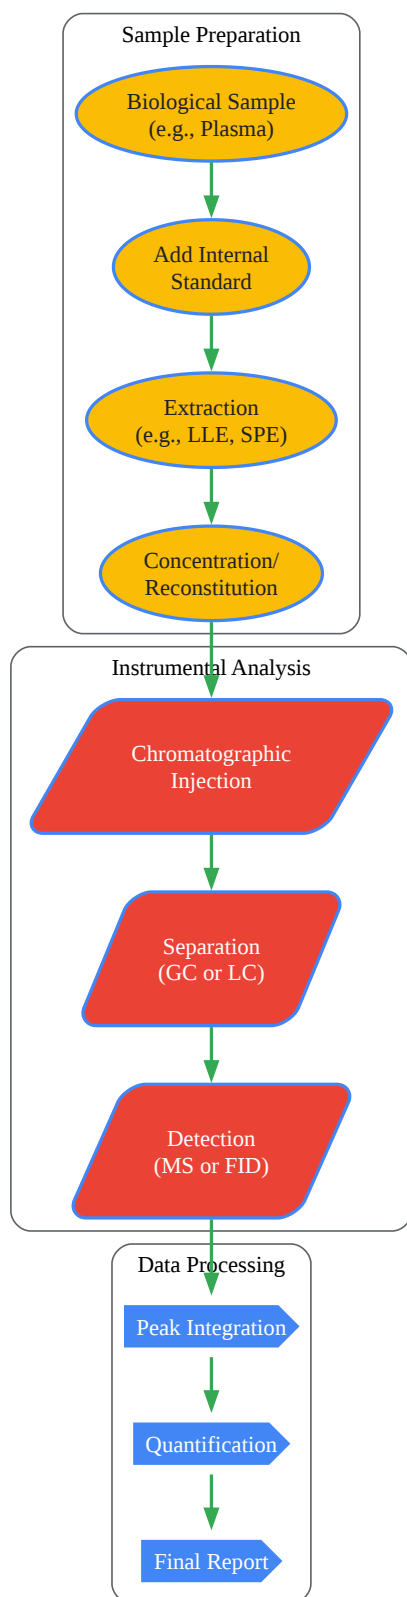 Sample Preparation
Biological Sample
(e.g., Plasma)
Add Internal
Standard
Extraction
(e.g., LLE, SPE)
Concentration/
Reconstitution
Instrumental Analysis
Chromatographic
Injection
Separation
(GC or LC)
Detection
(MS or FID)
Data Processing
Peak Integration
Quantification
Final Report